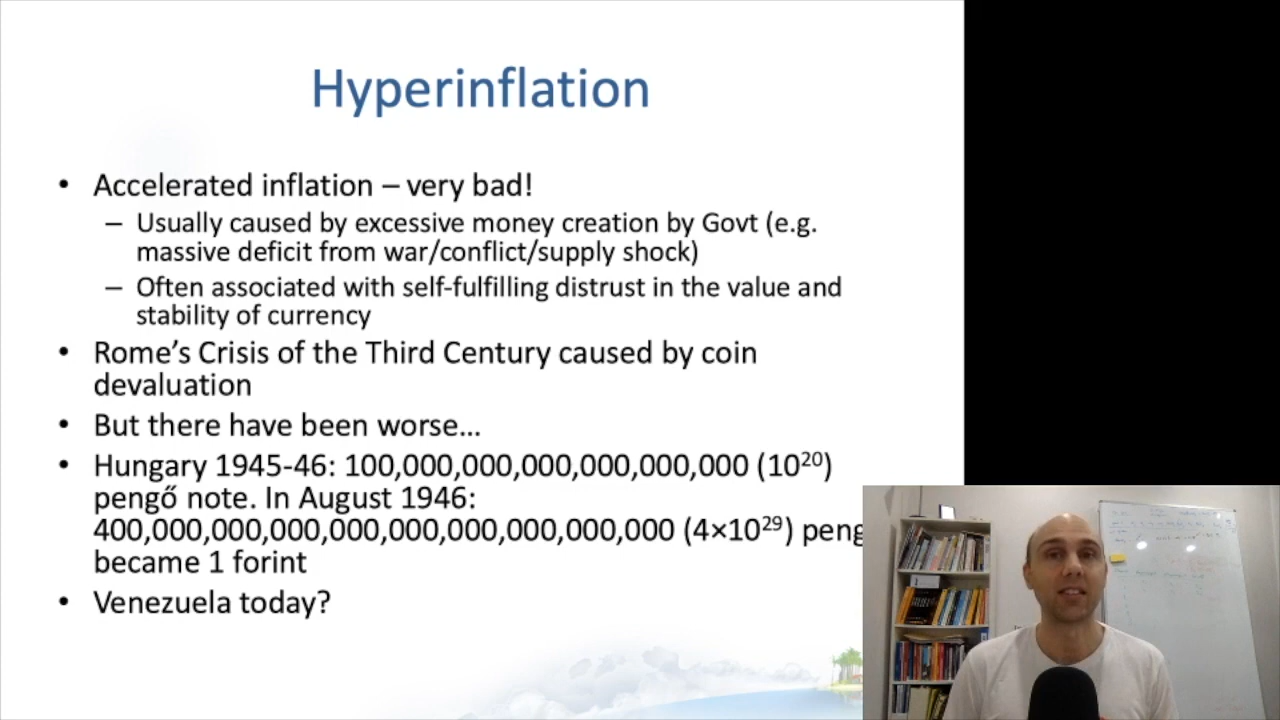 Hyperinflation
• Accelerated inflation – very bad!
– Usually caused by excessive money creation by Govt (e.g.
massive deficit from war/conflict/supply shock)
– Often associated with self-fulfilling distrust in the value and
stability of currency
• Rome’s Crisis of the Third Century caused by coin
devaluation
• But there have been worse…
• Hungary 1945-46: 100,000,000,000,000,000,000 (10²⁰)
pengő note. In August 1946:
400,000,000,000,000,000,000,000,000,000 (4×10²⁹) peng
became 1 forint
• Venezuela today?